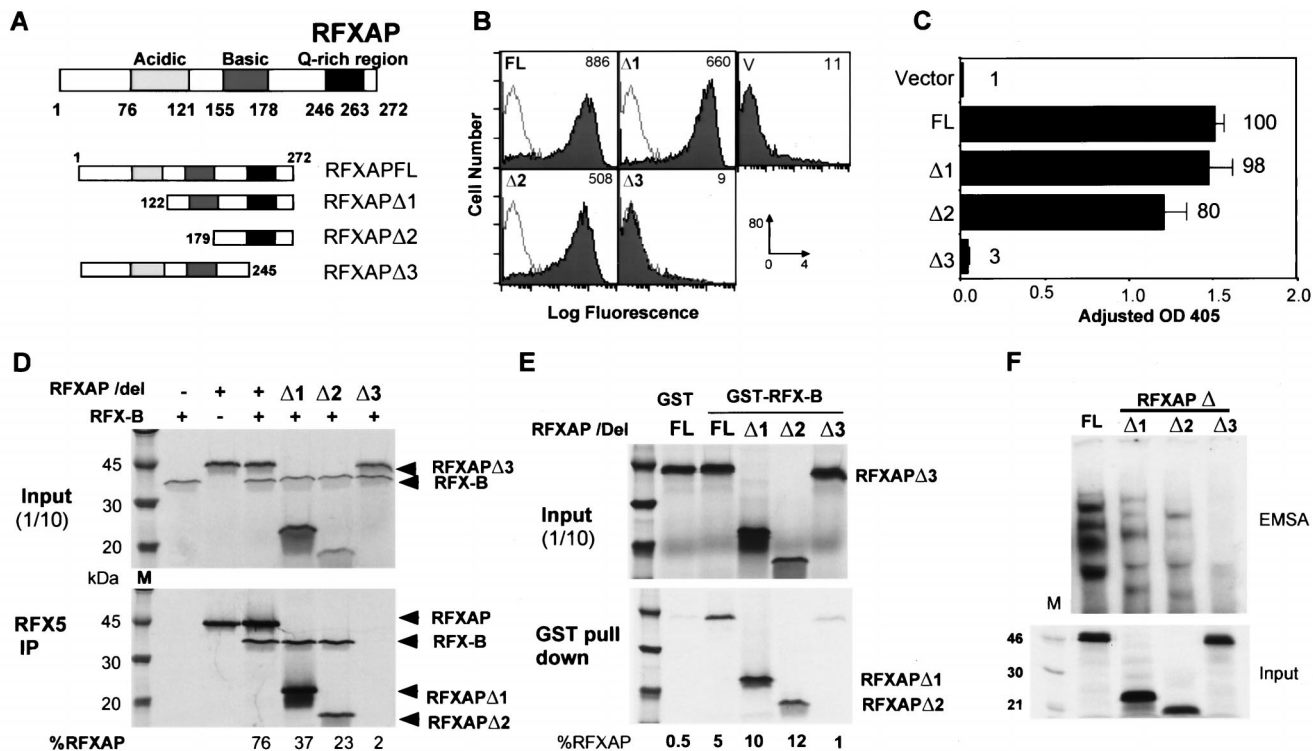 A
RFXAP
Acidic Basic Q-rich region
1 76 121 155 178 246 263 272
1 272
RFXAPFL
122 RFXAPΔ1
179 RFXAPΔ2
245 RFXAPΔ3
B
FL 886
Δ1 660
V 11
Δ2 508
Δ3 9
Cell Number
80
0 4
Log Fluorescence
C
Vector 1
FL 100
Δ1 98
Δ2 80
Δ3 3
0.0 0.5 1.0 1.5 2.0
Adjusted OD 405
D
RFXAP /del - + + Δ1 Δ2 Δ3
RFX-B + - + + + +
45
30
20
Input
(1/10)
RFXAPΔ3
RFX-B
kDa M
RFX5
IP
45
30
20
RFXAP
RFX-B
RFXAPΔ1
RFXAPΔ2
%RFXAP 76 37 23 2
E
GST GST-RFX-B
RFXAP /Del FL FL Δ1 Δ2 Δ3
Input
(1/10)
RFXAPΔ3
GST pull
down
RFXAPΔ1
RFXAPΔ2
%RFXAP 0.5 5 10 12 1
F
RFXAP Δ
FL Δ1 Δ2 Δ3
EMSA
M
46
30
21
Input